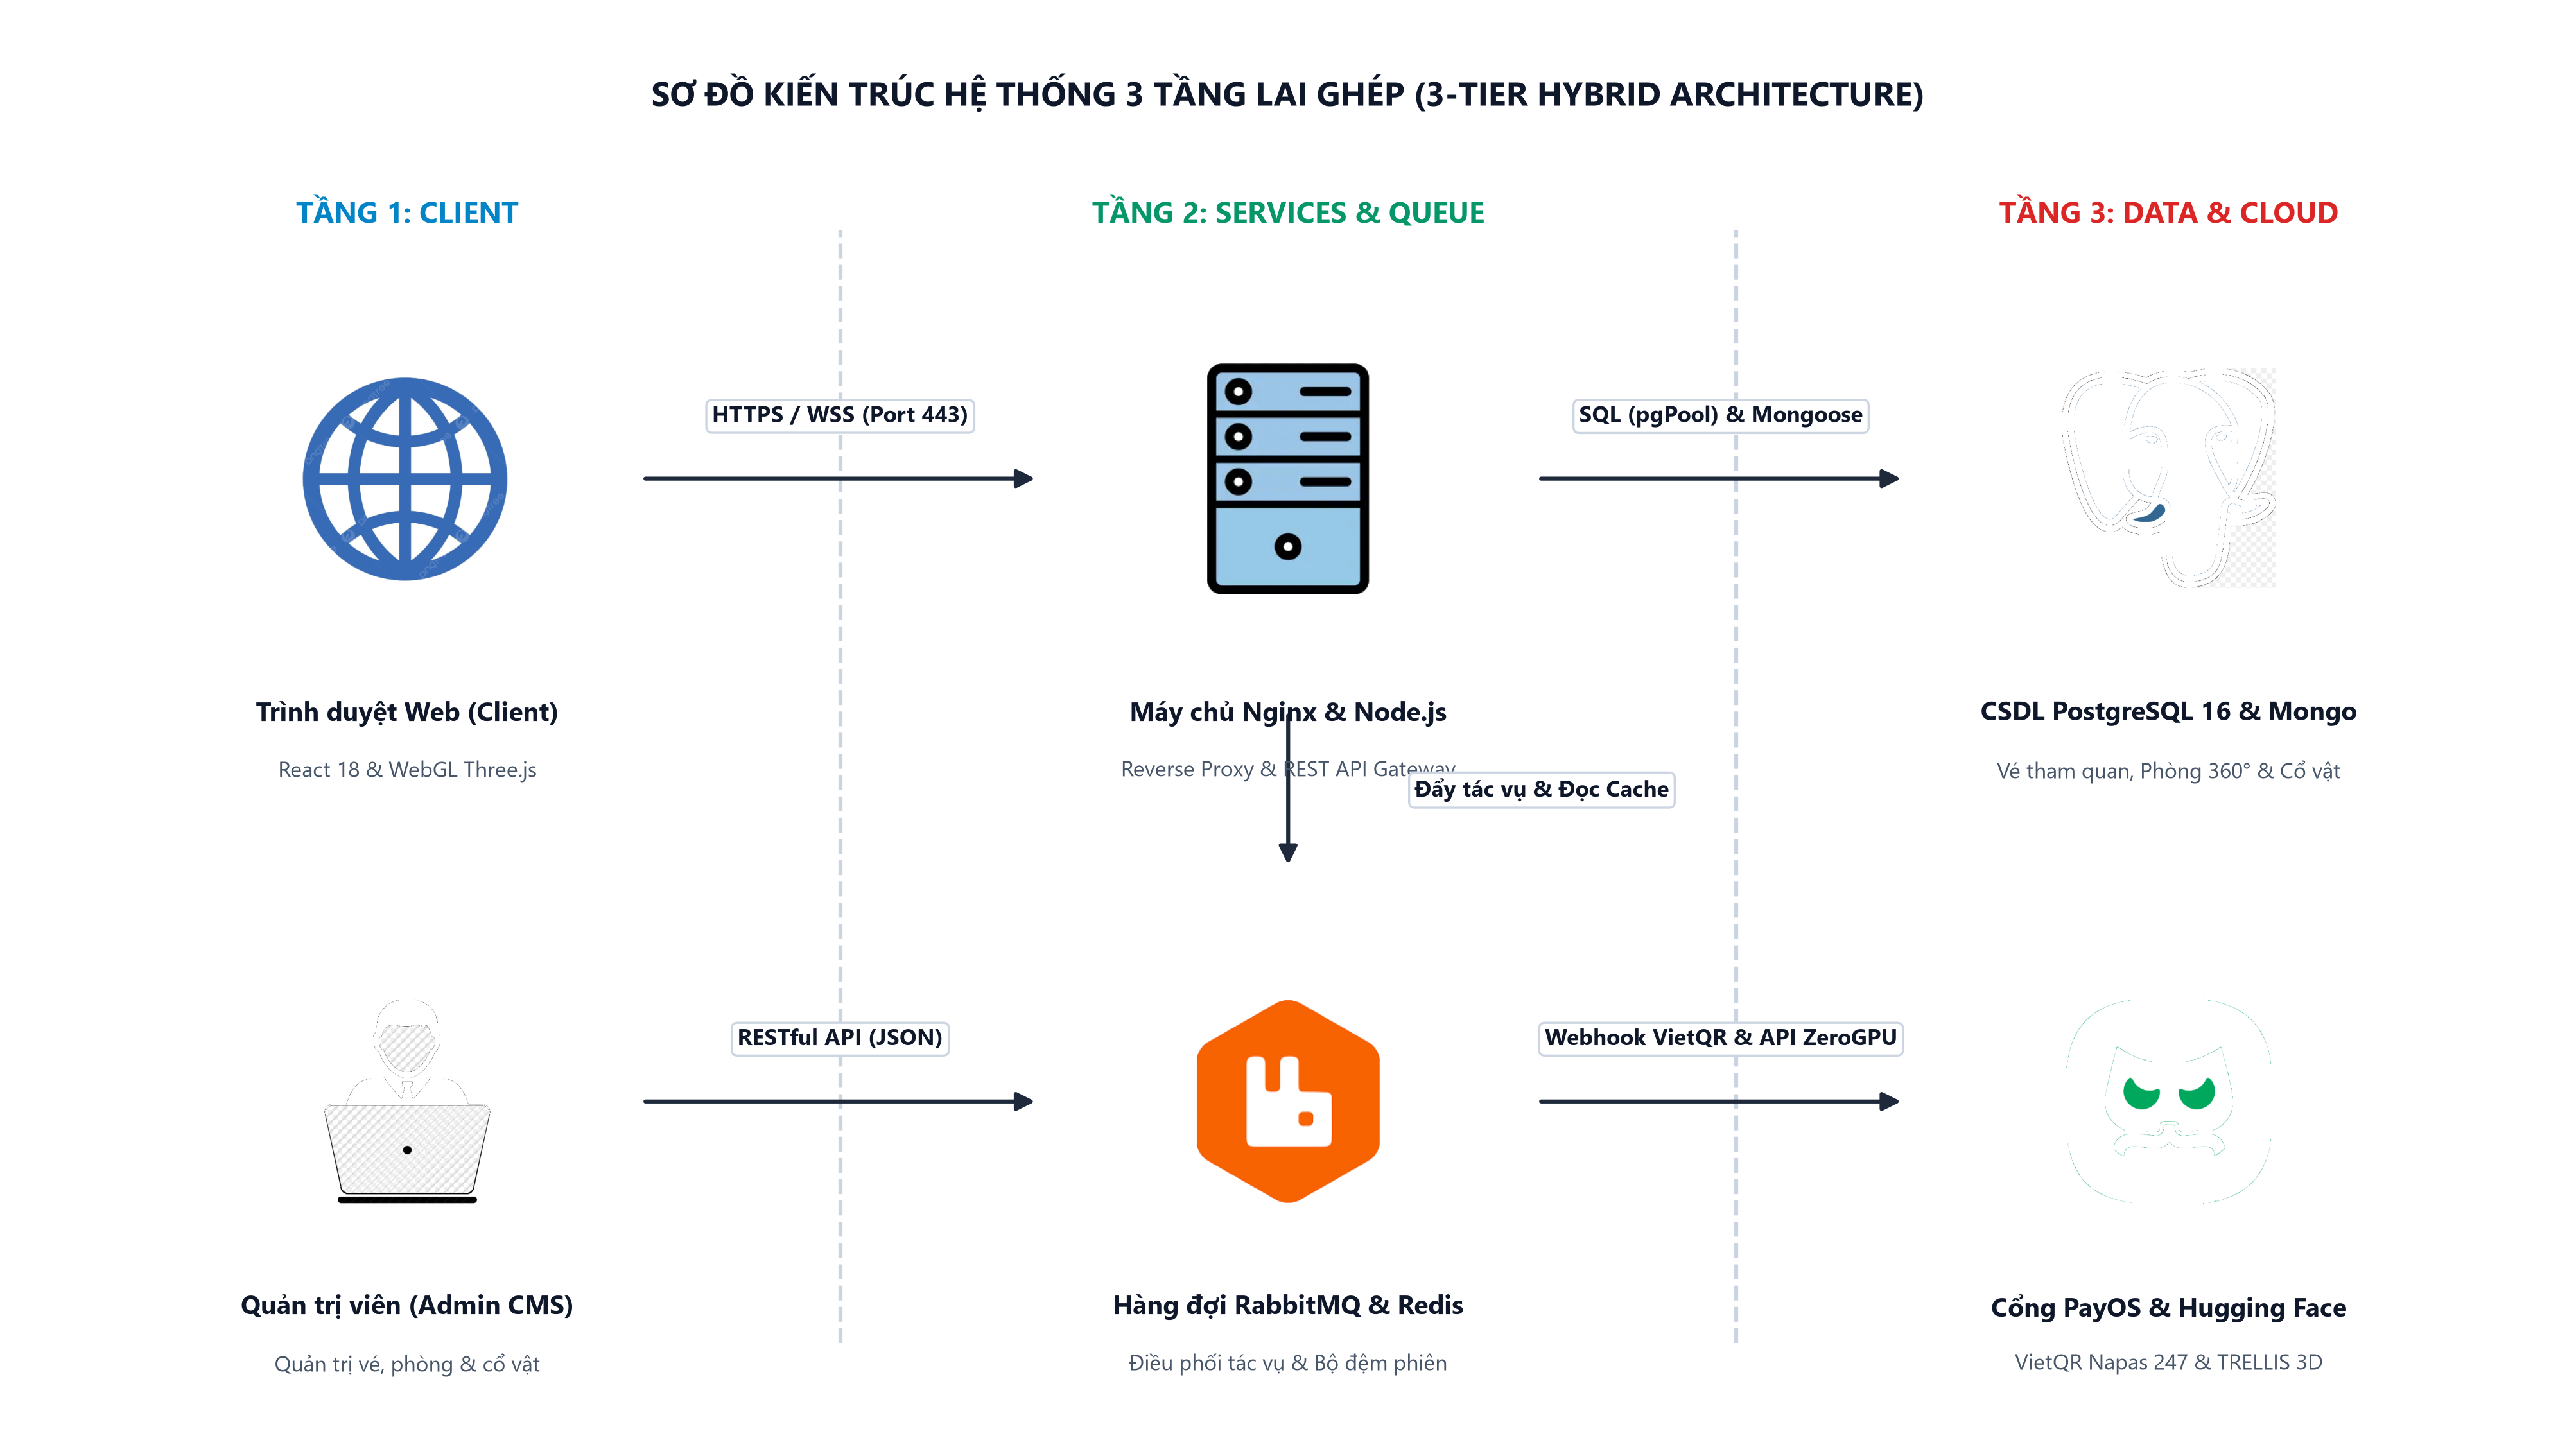 SƠ ĐỒ KIẾN TRÚC HỆ THỐNG 3 TẦNG LAI GHÉP (3-TIER HYBRID ARCHITECTURE)
TẦNG 1: CLIENT
TẦNG 2: SERVICES & QUEUE
TẦNG 3: DATA & CLOUD
HTTPS / WSS (Port 443)
SQL (pgPool) & Mongoose
Trình duyệt Web (Client)
React 18 & WebGL Three.js
Máy chủ Nginx & Node.js
Reverse Proxy & REST API Gateway
Đẩy tác vụ & Đọc Cache
CSDL PostgreSQL 16 & Mongo
Vé tham quan, Phòng 360° & Cổ vật
RESTful API (JSON)
Webhook VietQR & API ZeroGPU
Quản trị viên (Admin CMS)
Quản trị vé, phòng & cổ vật
Hàng đợi RabbitMQ & Redis
Điều phối tác vụ & Bộ đệm phiên
Cổng PayOS & Hugging Face
VietQR Napas 247 & TRELLIS 3D